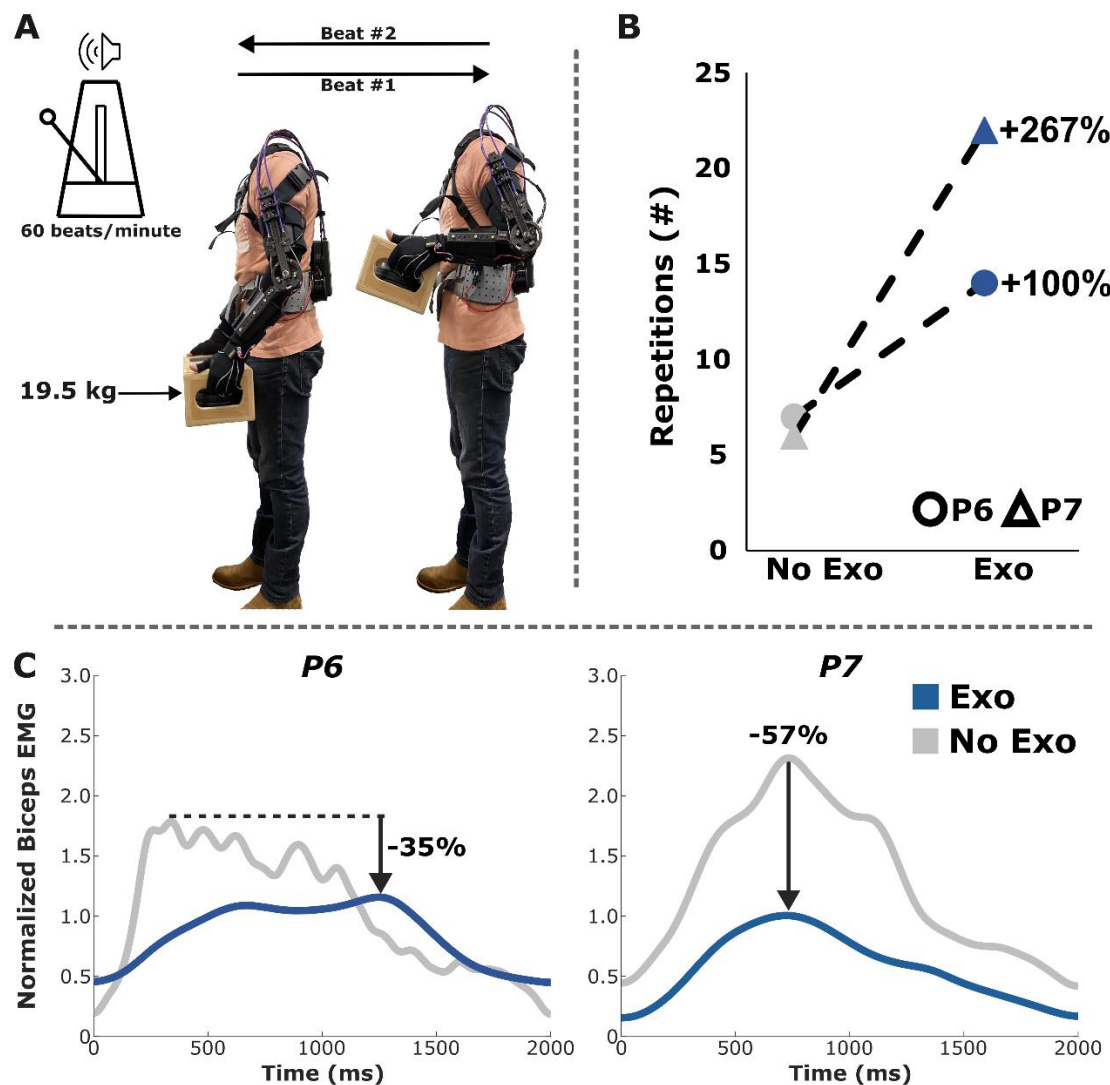 A
Beat #2
Beat #1
60 beats/minute
19.5 kg
B
25
20
15
10
5
0
Repetitions (#)
+267%
+100%
P6 P7
No Exo Exo
C
P6
3.0
2.5
2.0
1.5
1.0
0.5
0
Normalized Biceps EMG
-35%
0 500 1000 1500 2000
Time (ms)
P7
3.0
2.5
2.0
1.5
1.0
0.5
0
-57%
Exo
No Exo
0 500 1000 1500 2000
Time (ms)